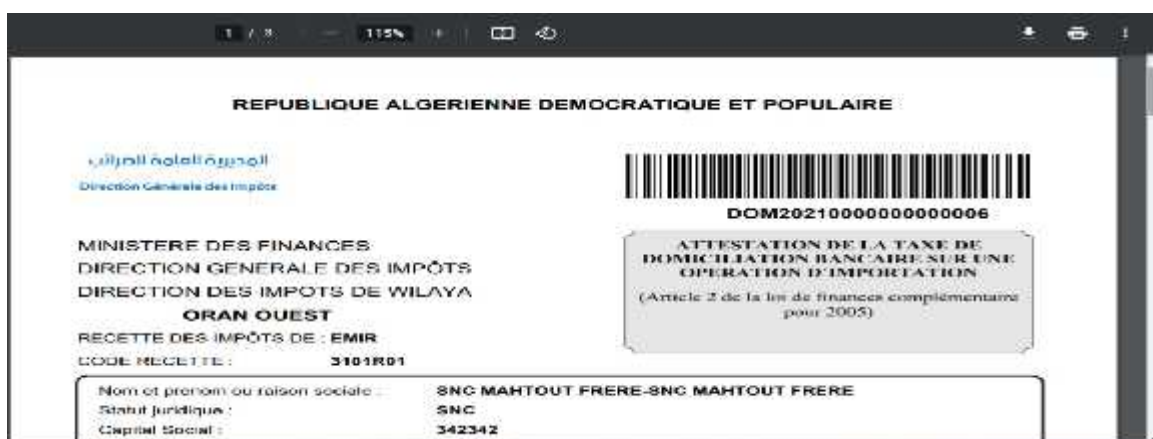 115%
REPUBLIQUE ALGERIENNE DEMOCRATIQUE ET POPULAIRE
المديرية العامة للضرائب
Direction Générale des Impôts
DOM20210000000000006
MINISTERE DES FINANCES
DIRECTION GENERALE DES IMPÔTS
DIRECTION DES IMPOTS DE WILAYA
ORAN OUEST
RECETTE DES IMPÔTS DE : EMIR
CODE RECETTE : 3101R01
ATTESTATION DE LA TAXE DE
DOMICILIATION BANCAIRE SUR UNE
OPERATION D'IMPORTATION
(Article 2 de la loi de finances complémentaire
pour 2005)
Nom et prenom ou raison sociale : SNC MAHTOUT FRERE-SNC MAHTOUT FRERE
Statut juridique : SNC
Capital Social : 342342